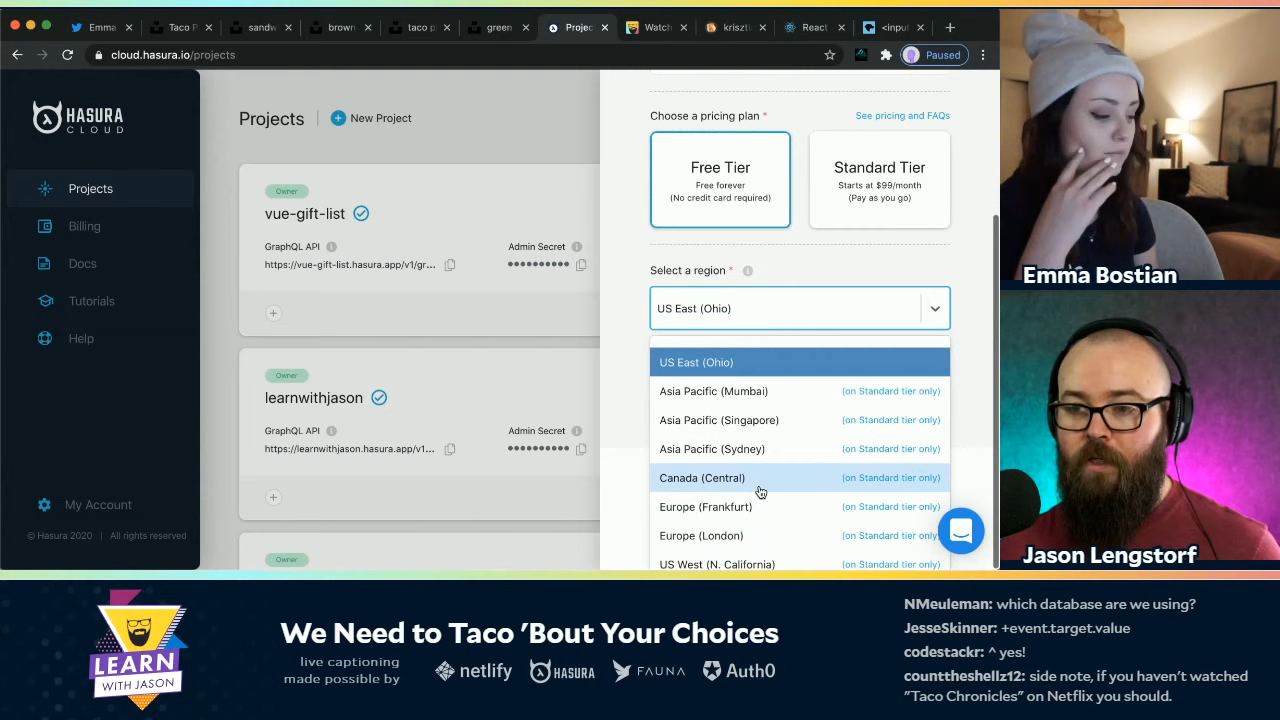 Emma
Taco P
sandw
brown
taco p
green
Projec
Watch
kriszti
React
<input
cloud.hasura.io/projects
Paused
HASURA
CLOUD
Projects
Billing
Docs
Tutorials
Help
My Account
© Hasura 2020 | All rights reserved
Projects
New Project
Owner
vue-gift-list
GraphQL API
Admin Secret
https://vue-gift-list.hasura.app/v1/gr...
Owner
learnwithjason
GraphQL API
Admin Secret
https://learnwithjason.hasura.app/v1...
Owner
Choose a pricing plan *
See pricing and FAQs
Free Tier
Free forever
(No credit card required)
Standard Tier
Starts at $99/month
(Pay as you go)
Select a region *
US East (Ohio)
US East (Ohio)
Asia Pacific (Mumbai) (on Standard tier only)
Asia Pacific (Singapore) (on Standard tier only)
Asia Pacific (Sydney) (on Standard tier only)
Canada (Central) (on Standard tier only)
Europe (Frankfurt) (on Standard tier only)
Europe (London) (on Standard tier only)
US West (N. California) (on Standard tier only)
Emma Bostian
Jason Lengstorf
LEARN
WITH JASON
We Need to Taco 'Bout Your Choices
live captioning
made possible by
netlify
HASURA
FAUNA
Auth0
NMeuleman: which database are we using?
JesseSkinner: +event.target.value
codestackr: ^ yes!
counttheshellz12: side note, if you haven't watched
"Taco Chronicles" on Netflix you should.